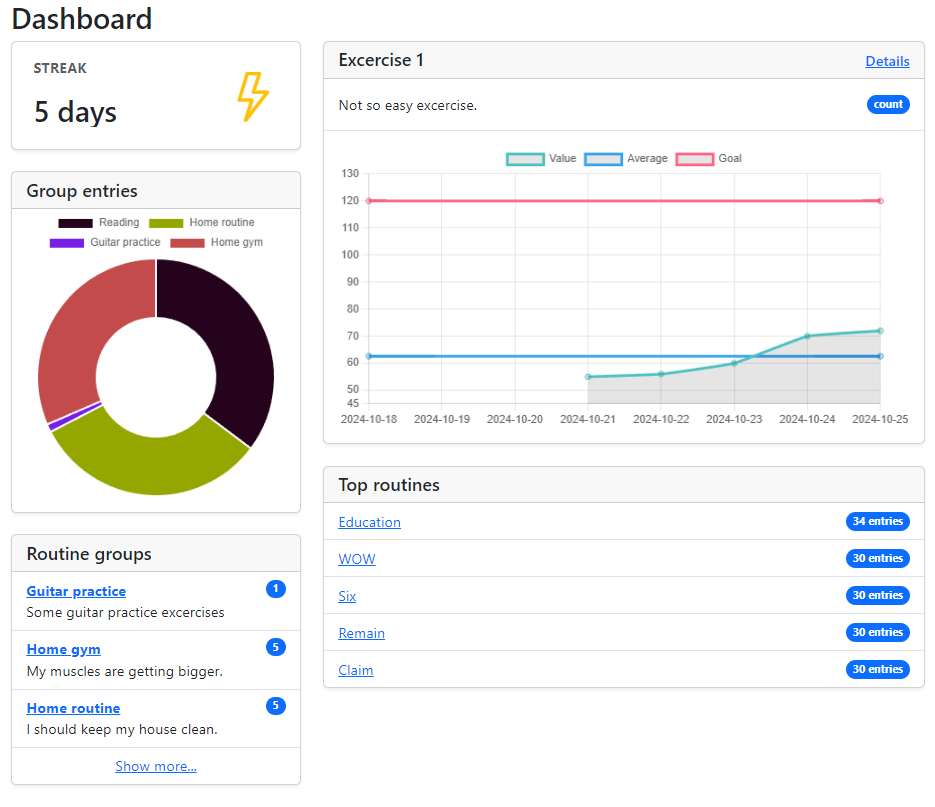 Dashboard
STREAK
5 days
Group entries
Reading Home routine
Guitar practice Home gym
Routine groups
Guitar practice 1
Some guitar practice excercises
Home gym 5
My muscles are getting bigger.
Home routine 5
I should keep my house clean.
Show more...
Excercise 1 Details
Not so easy excercise. count
Value Average Goal
130
120
110
100
90
80
70
60
50
45
2024-10-18 2024-10-19 2024-10-20 2024-10-21 2024-10-22 2024-10-23 2024-10-24 2024-10-25
Top routines
Education 34 entries
WOW 30 entries
Six 30 entries
Remain 30 entries
Claim 30 entries